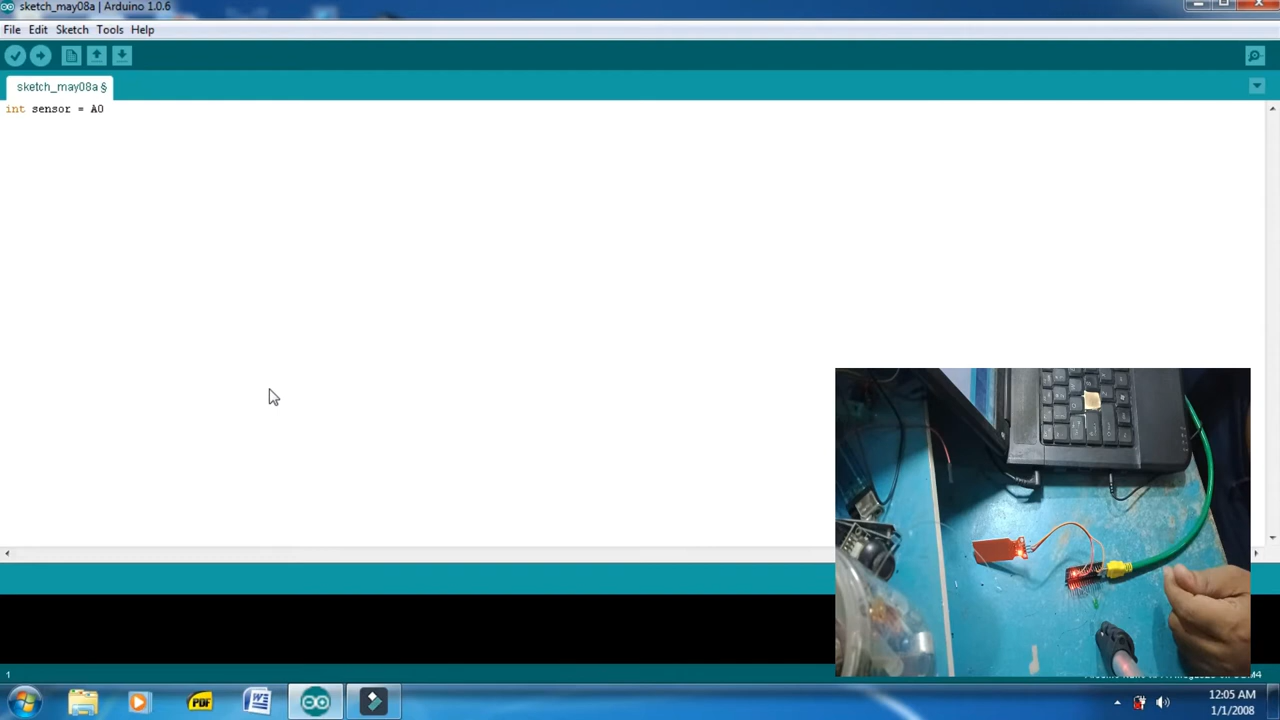 sketch_may08a | Arduino 1.0.6
File Edit Sketch Tools Help
sketch_may08a §
int sensor = A0
1
PDF
W
12:05 AM
1/1/2008